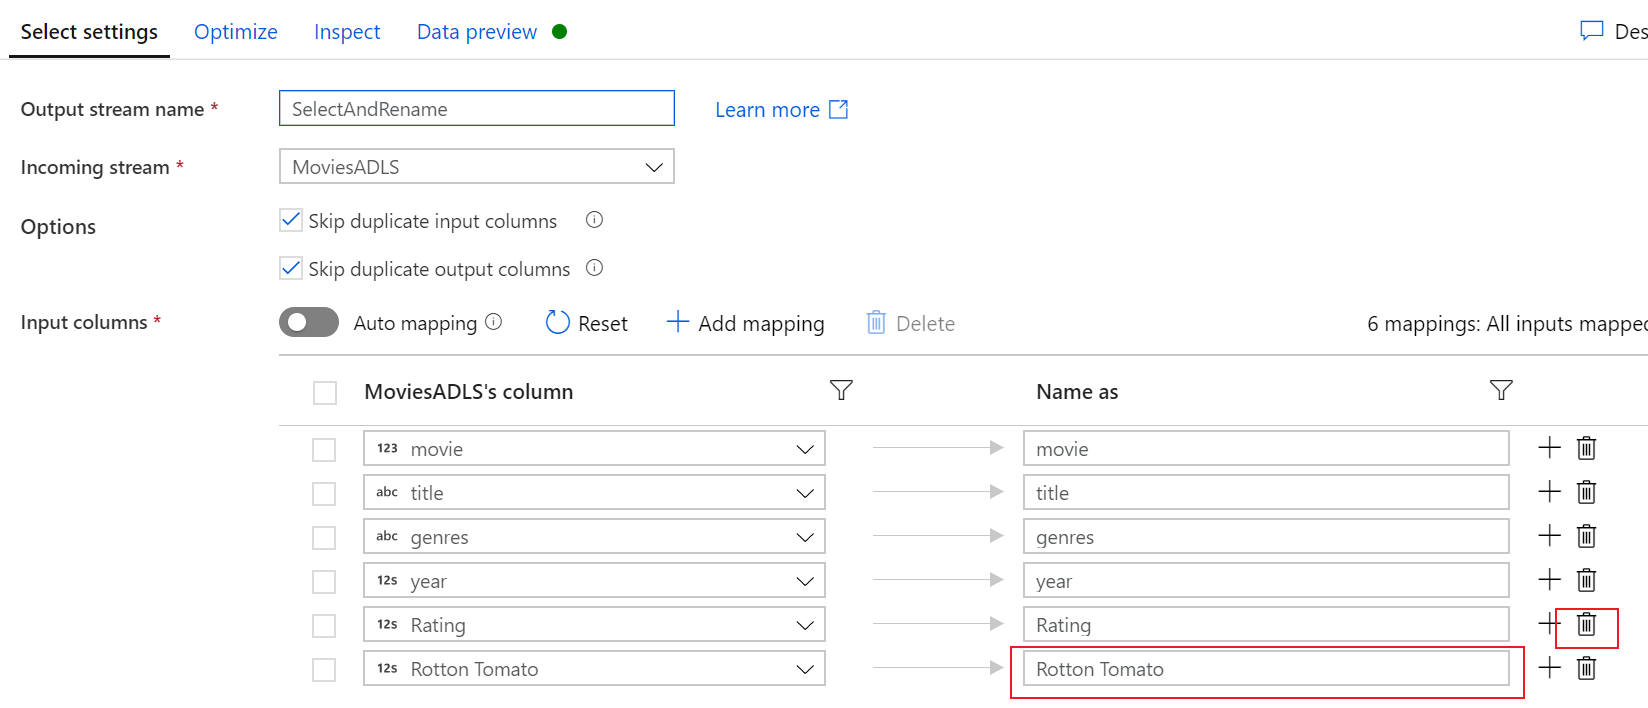 Select settings Optimize Inspect Data preview Des
Output stream name * SelectAndRename Learn more
Incoming stream * MoviesADLS
Options Skip duplicate input columns
Skip duplicate output columns
Input columns * Auto mapping Reset Add mapping Delete 6 mappings: All inputs mapped
MoviesADLS's column Name as
123 movie movie
abc title title
abc genres genres
12s year year
12s Rating Rating
12s Rotton Tomato Rotton Tomato